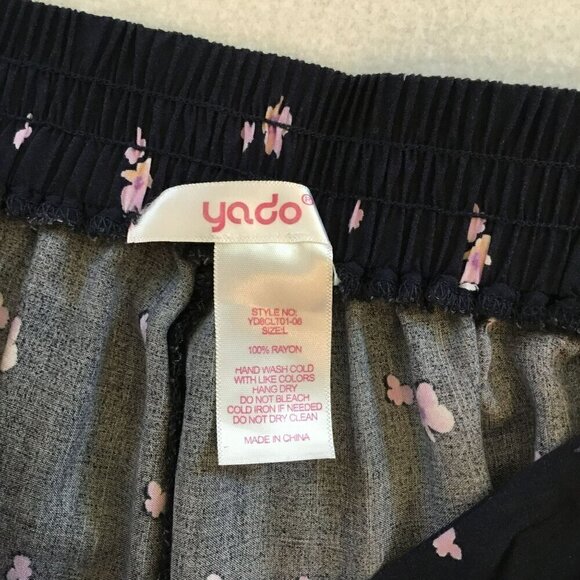 yado®
STYLE NO:
YD8CLT01-08
SIZE:L
100% RAYON
HAND WASH COLD
WITH LIKE COLORS
HANG DRY
DO NOT BLEACH
COLD IRON IF NEEDED
DO NOT DRY CLEAN
MADE IN CHINA